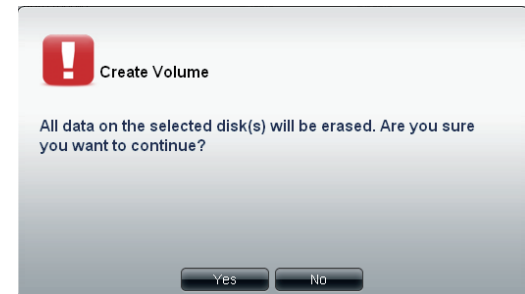 Create Volume
All data on the selected disk(s) will be erased. Are you sure
you want to continue?
Yes No